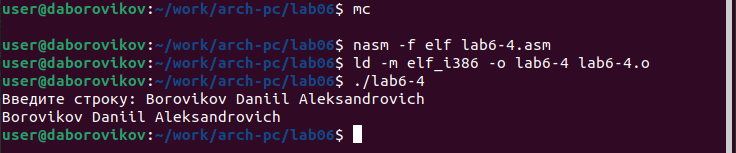 user@daborovikov:~/work/arch-pc/lab06$ mc
user@daborovikov:~/work/arch-pc/lab06$ nasm -f elf lab6-4.asm
user@daborovikov:~/work/arch-pc/lab06$ ld -m elf_i386 -o lab6-4 lab6-4.o
user@daborovikov:~/work/arch-pc/lab06$ ./lab6-4
Введите строку: Borovikov Daniil Aleksandrovich
Borovikov Daniil Aleksandrovich
user@daborovikov:~/work/arch-pc/lab06$